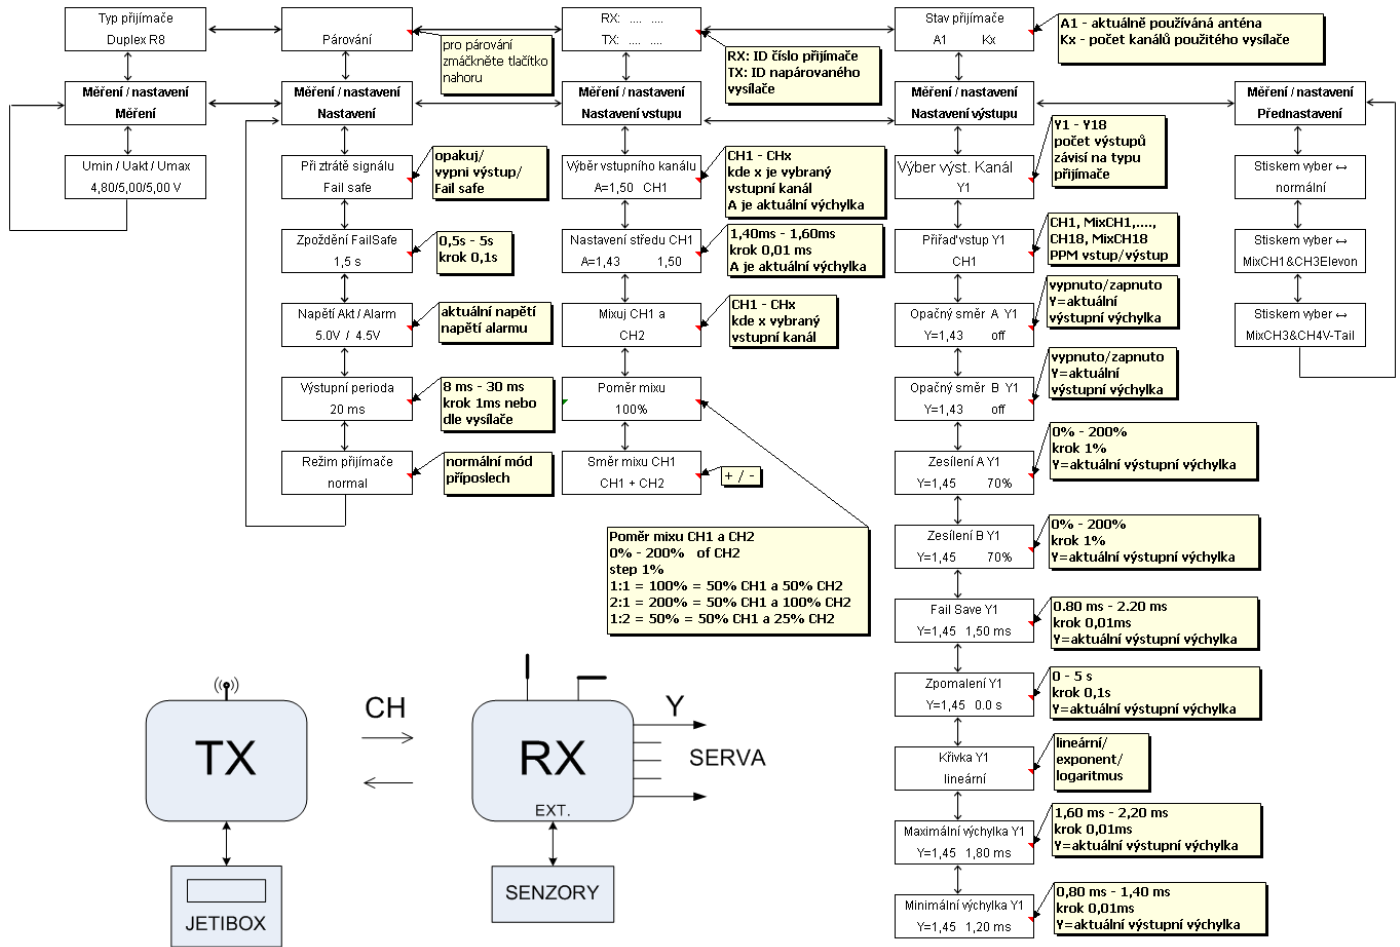 Typ přijímače
Duplex R8
Párování
pro párování
zmáčkněte tlačítko
nahoru
RX: .... ....
TX: .... ....
RX: ID číslo přijímače
TX: ID napárovaného
vysílače
Stav přijímače
A1 Kx
A1 - aktuálně používáná anténa
Kx - počet kanálů použitého vysílače
Měření / nastavení
Měření
Měření / nastavení
Nastavení
Měření / nastavení
Nastavení vstupu
Měření / nastavení
Nastavení výstupu
Měření / nastavení
Přednastavení
Umin / Uakt / Umax
4,80/5,00/5,00 V
Při ztrátě signálu
Fail safe
opakuj/
vypni výstup/
Fail safe
Zpoždění FailSafe
1,5 s
0,5s - 5s
krok 0,1s
Napětí Akt / Alarm
5.0V / 4.5V
aktuální napětí
napětí alarmu
Výstupní perioda
20 ms
8 ms - 30 ms
krok 1ms nebo
dle vysílače
Režim přijímače
normal
normální mód
příposlech
Výběr vstupního kanálu
A=1,50 CH1
CH1 - CHx
kde x je vybraný
vstupní kanál
A je aktuální výchylka
Nastavení středu CH1
A=1,43 1,50
1,40ms - 1,60ms
krok 0,01 ms
A je aktuální výchylka
Mixuj CH1 a
CH2
CH1 - CHx
kde x vybraný
vstupní kanál
Poměr mixu
100%
Směr mixu CH1
CH1 + CH2
+ / -
Poměr mixu CH1 a CH2
0% - 200% of CH2
step 1%
1:1 = 100% = 50% CH1 a 50% CH2
2:1 = 200% = 50% CH1 a 100% CH2
1:2 = 50% = 50% CH1 a 25% CH2
Výber výst. Kanál
Y1
Y1 - Y18
počet výstupů
závisí na typu
přijímače
Přiřaď vstup Y1
CH1
CH1, MixCH1,....,
CH18, MixCH18
PPM vstup/výstup
Opačný směr A Y1
Y=1,43 off
vypnuto/zapnuto
Y=aktuální
výstupní výchylka
Opačný směr B Y1
Y=1,43 off
vypnuto/zapnuto
Y=aktuální
výstupní výchylka
Zesílení A Y1
Y=1,45 70%
0% - 200%
krok 1%
Y=aktuální výstupní výchylka
Zesílení B Y1
Y=1,45 70%
0% - 200%
krok 1%
Y=aktuální výstupní výchylka
Fail Save Y1
Y=1,45 1,50 ms
0.80 ms - 2.20 ms
krok 0,01ms
Y=aktuální výstupní výchylka
Zpomalení Y1
Y=1,45 0.0 s
0 - 5 s
krok 0,1s
Y=aktuální výstupní výchylka
Křivka Y1
lineární
lineární/
exponent/
logaritmus
Maximální výchylka Y1
Y=1,45 1,80 ms
1,60 ms - 2,20 ms
krok 0,01ms
Y=aktuální výstupní výchylka
Minimální výchylka Y1
Y=1,45 1,20 ms
0,80 ms - 1,40 ms
krok 0,01ms
Y=aktuální výstupní výchylka
Stiskem vyber ↔
normální
Stiskem vyber ↔
MixCH1&CH3Elevon
Stiskem vyber ↔
MixCH3&CH4V-Tail
TX
CH
RX
EXT.
Y
SERVA
JETIBOX
SENZORY